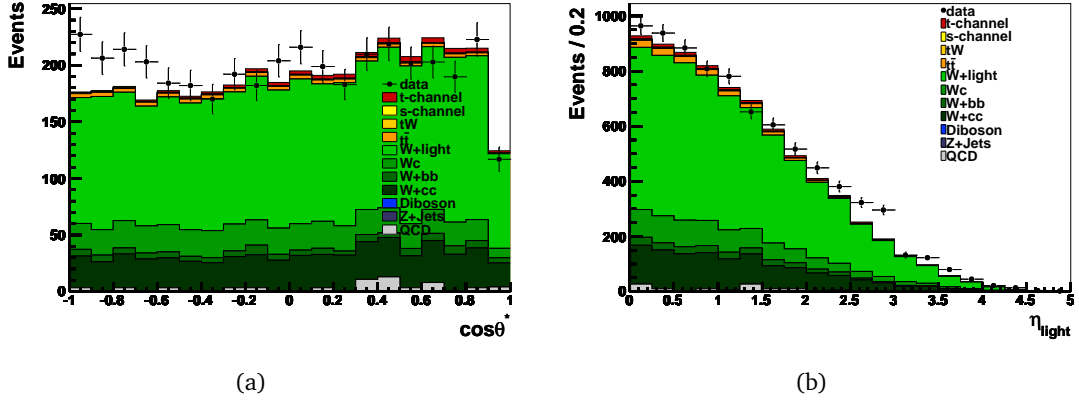 Events
250
200
150
100
50
0
-1 -0.8 -0.6 -0.4 -0.2 0 0.2 0.4 0.6 0.8 1
cosθ*
data
t-channel
s-channel
tW
tt̄
W+light
Wc
W+bb
W+cc
Diboson
Z+Jets
QCD
(a)
Events / 0.2
1000
800
600
400
200
0
0 0.5 1 1.5 2 2.5 3 3.5 4 4.5 5
η light
data
t-channel
s-channel
tW
tt̄
W+light
Wc
W+bb
W+cc
Diboson
Z+Jets
QCD
(b)